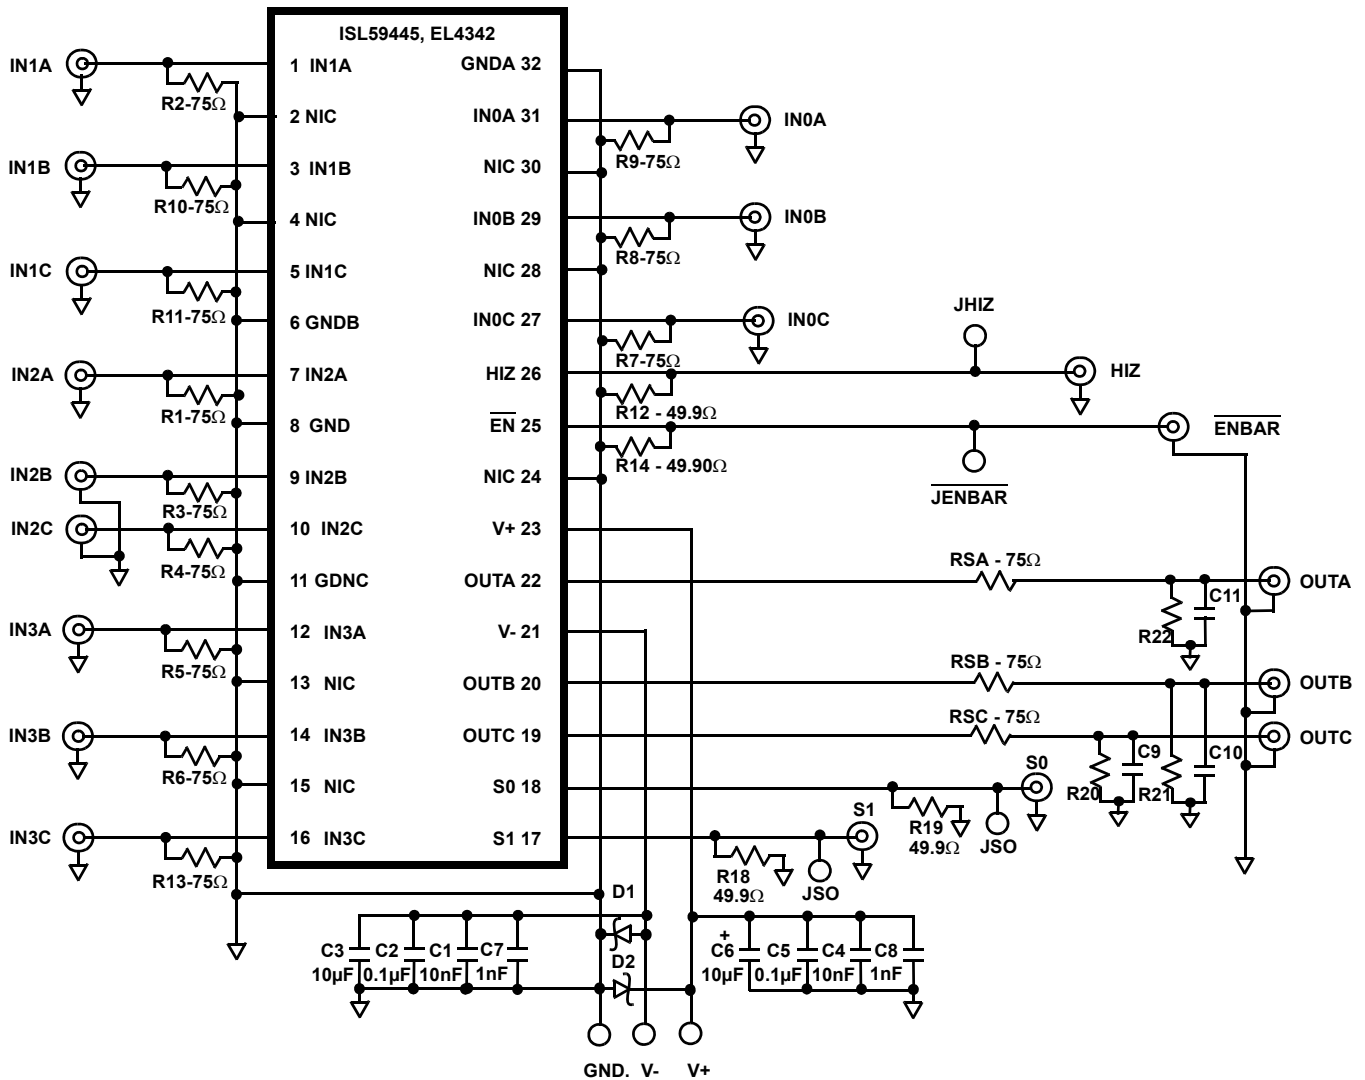 ISL59445, EL4342
IN1A
1 IN1A
GNDA 32
R2-75Ω
2 NIC
IN0A 31
IN0A
IN1B
3 IN1B
NIC 30
R9-75Ω
R10-75Ω
4 NIC
IN0B 29
IN0B
IN1C
5 IN1C
NIC 28
R8-75Ω
R11-75Ω
6 GNDB
IN0C 27
IN0C
JHIZ
R7-75Ω
IN2A
7 IN2A
HIZ 26
HIZ
R1-75Ω
R12 - 49.9Ω
8 GND
EN 25
ENBAR
R14 - 49.90Ω
IN2B
9 IN2B
NIC 24
JENBAR
R3-75Ω
IN2C
10 IN2C
V+ 23
R4-75Ω
RSA - 75Ω
11 GDNC
OUTA 22
OUTA
C11
R22
IN3A
12 IN3A
V- 21
R5-75Ω
RSB - 75Ω
13 NIC
OUTB 20
OUTB
RSC - 75Ω
IN3B
14 IN3B
OUTC 19
OUTC
C9
C10
R20
R21
R6-75Ω
S0
15 NIC
S0 18
R19
49.9Ω
JSO
S1
IN3C
16 IN3C
S1 17
R13-75Ω
R18
49.9Ω
JSO
D1
C3
10µF
C2
0.1µF
C1
10nF
C7
1nF
D2
+
C6
10µF
C5
0.1µF
C4
10nF
C8
1nF
GND, V- V+